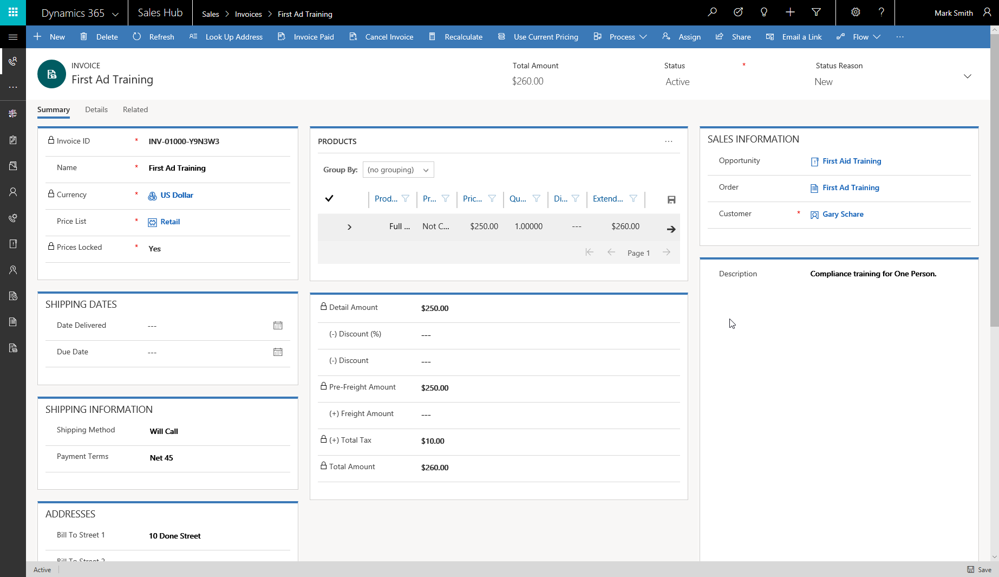 Dynamics 365
Sales Hub
Sales > Invoices > First Ad Training
Mark Smith
New
Delete
Refresh
Look Up Address
Invoice Paid
Cancel Invoice
Recalculate
Use Current Pricing
Process
Assign
Share
Email a Link
Flow
...
INVOICE
First Ad Training
Total Amount
$260.00
Status *
Active
Status Reason
New
Summary
Details
Related
Invoice ID * INV-01000-Y9N3W3
Name * First Ad Training
Currency * US Dollar
Price List * Retail
Prices Locked * Yes
SHIPPING DATES
Date Delivered ---
Due Date ---
SHIPPING INFORMATION
Shipping Method Will Call
Payment Terms Net 45
ADDRESSES
Bill To Street 1 10 Done Street
Bill To Street 2
PRODUCTS ...
Group By: (no grouping)
Prod... Pr... Pric... Qu... Di... Extend...
Full ... Not C... $250.00 1.00000 --- $260.00
Page 1
Detail Amount $250.00
(-) Discount (%) ---
(-) Discount ---
Pre-Freight Amount $250.00
(+) Freight Amount ---
(+) Total Tax $10.00
Total Amount $260.00
SALES INFORMATION
Opportunity First Aid Training
Order First Ad Training
Customer * Gary Schare
Description Compliance training for One Person.
Active
Save